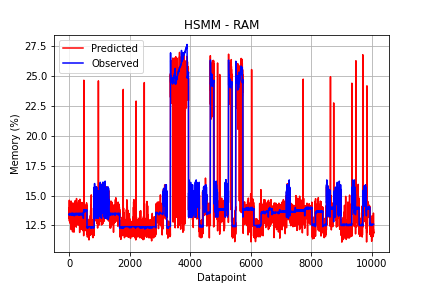 HSMM - RAM
Predicted
Observed
Memory (%)
27.5
25.0
22.5
20.0
17.5
15.0
12.5
0 2000 4000 6000 8000 10000
Datapoint